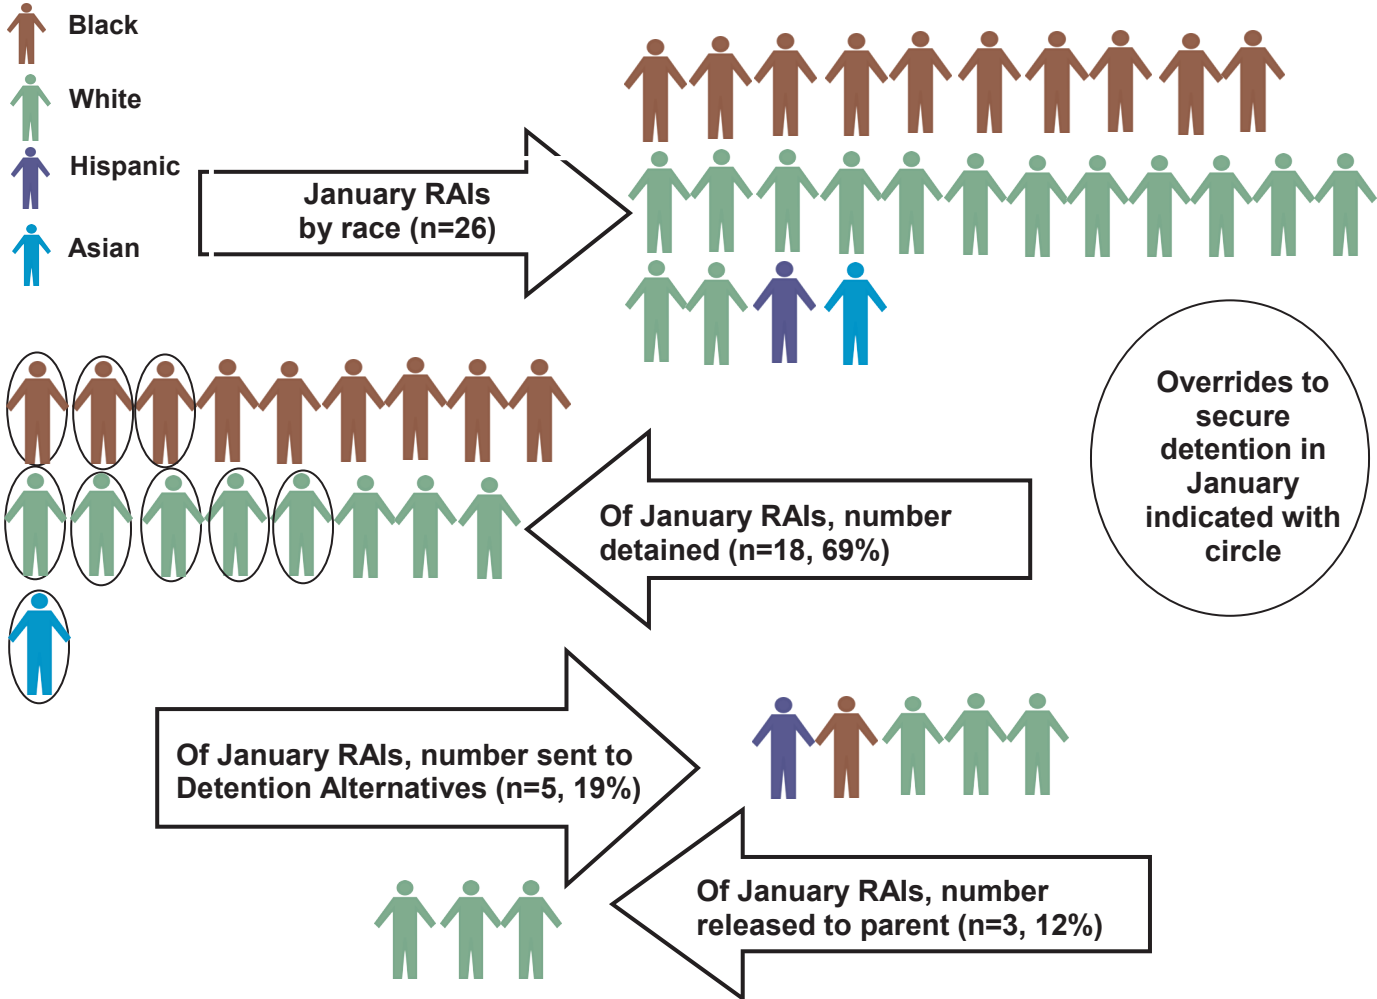 Black
White
Hispanic
Asian
January RAIs
by race (n=26)
Overrides to
secure
detention in
January
indicated with
circle
Of January RAIs, number
detained (n=18, 69%)
Of January RAIs, number sent to
Detention Alternatives (n=5, 19%)
Of January RAIs, number
released to parent (n=3, 12%)